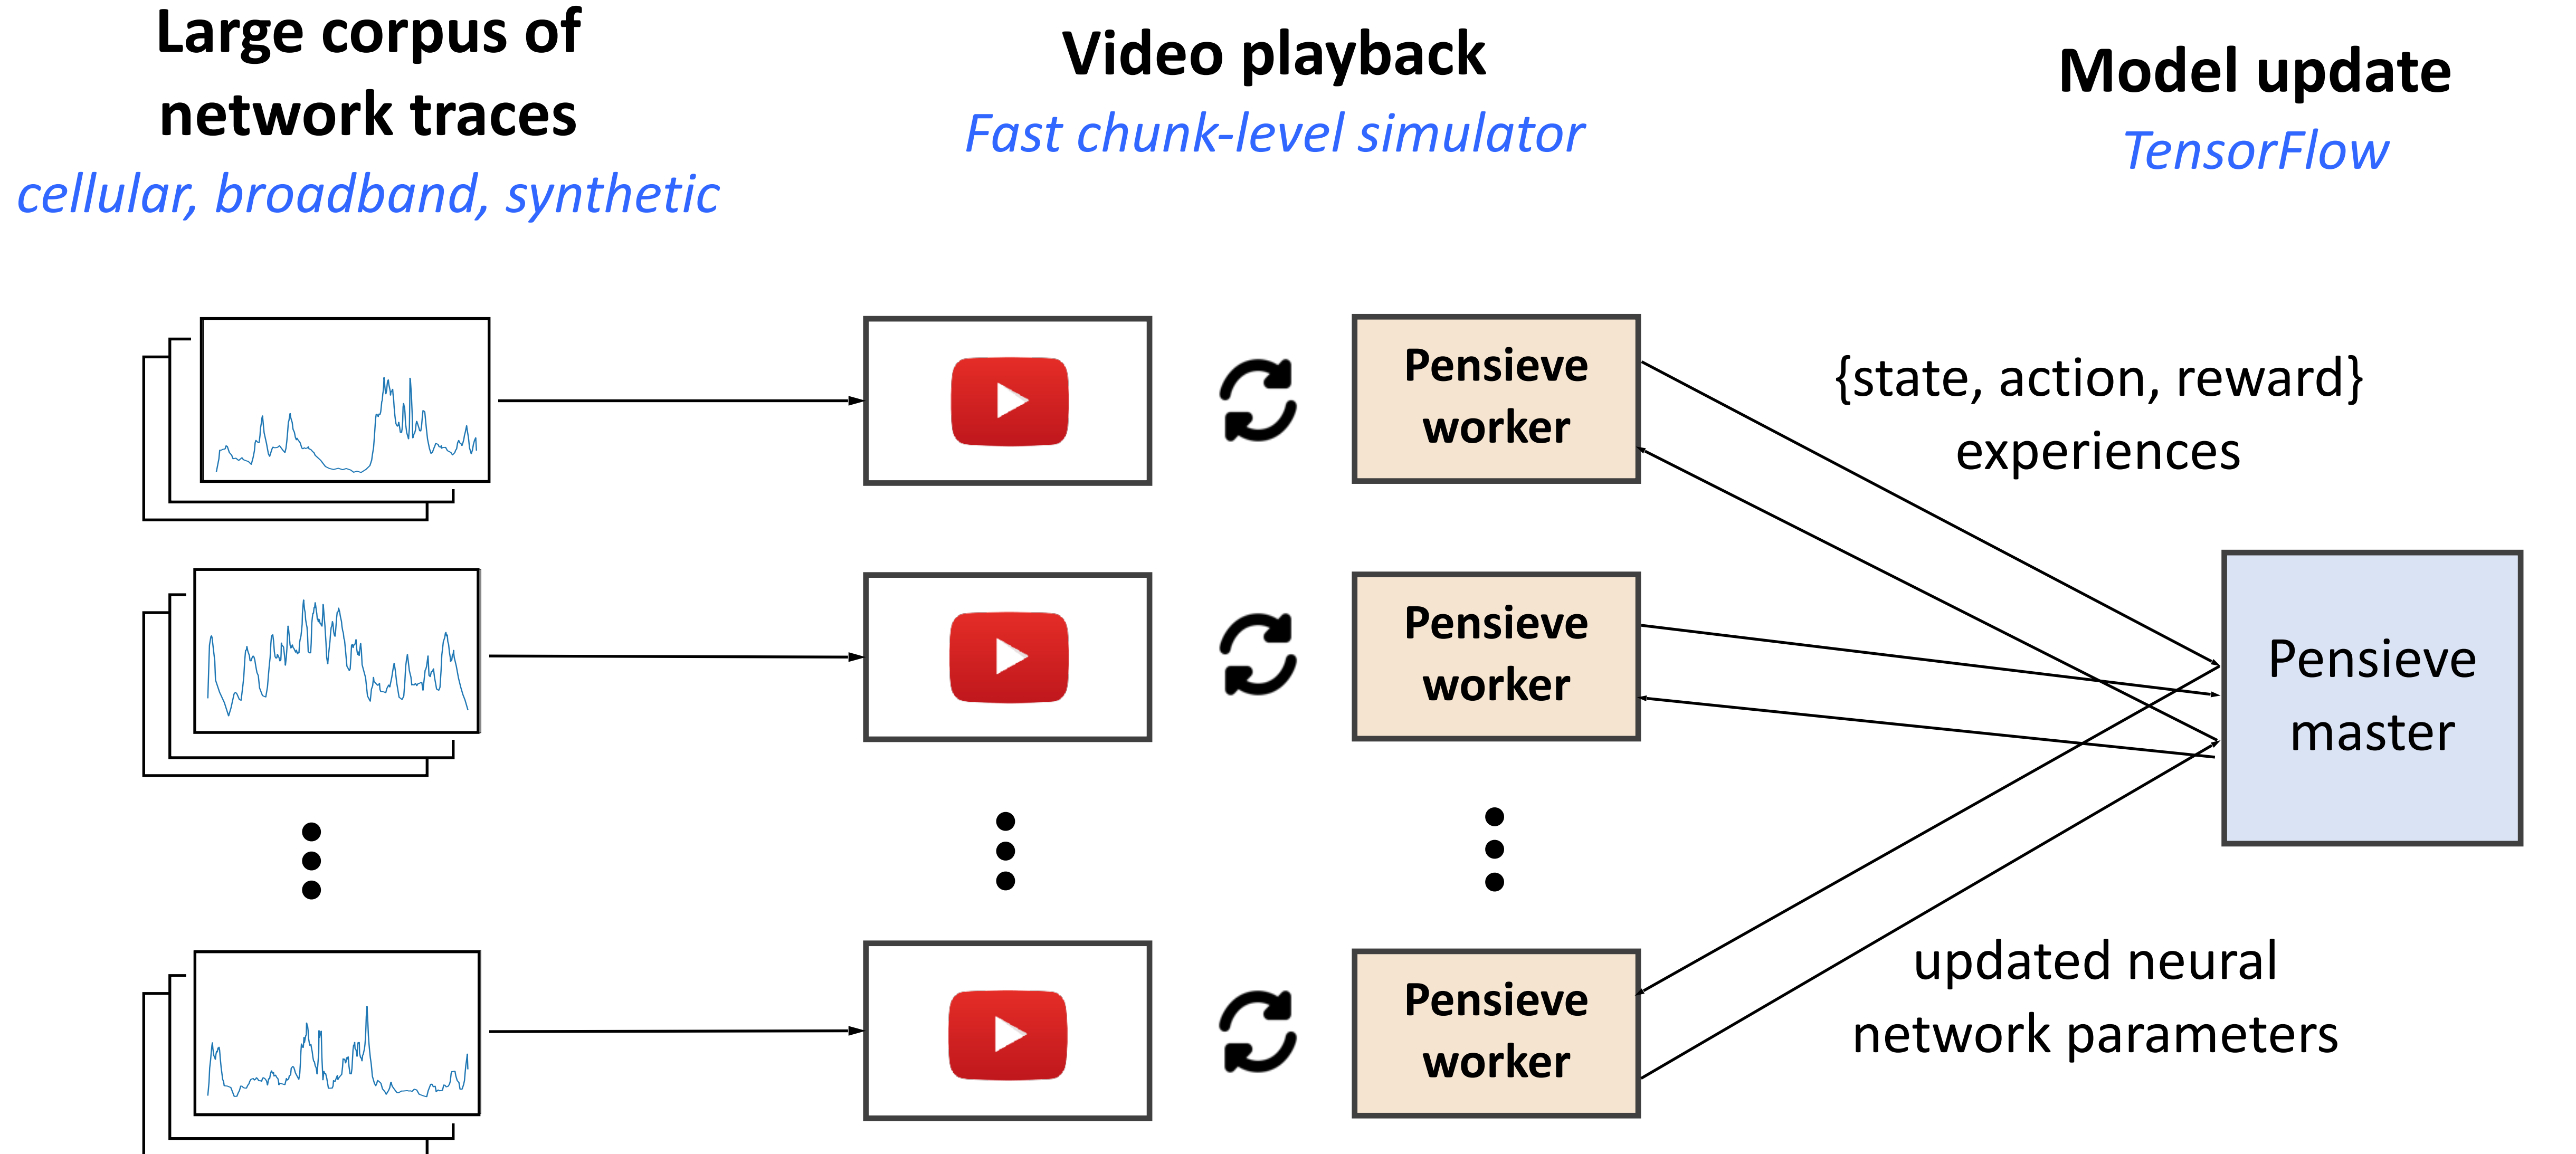 Large corpus of
network traces
cellular, broadband, synthetic
Video playback
Fast chunk-level simulator
Model update
TensorFlow
Pensieve
worker
{state, action, reward}
experiences
Pensieve
worker
Pensieve
master
Pensieve
worker
updated neural
network parameters